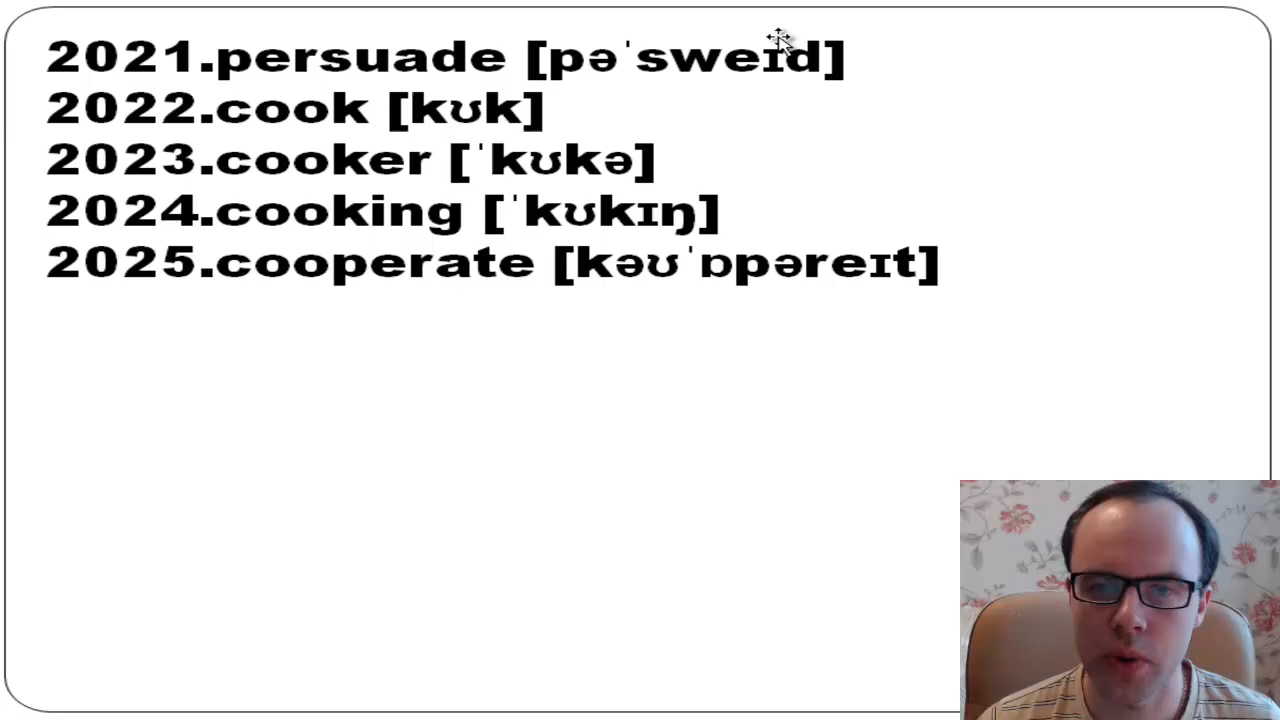 2021.persuade [pəˈsweɪd]
2022.cook [kʊk]
2023.cooker [ˈkʊkə]
2024.cooking [ˈkʊkɪŋ]
2025.cooperate [kəʊˈɒpəreɪt]